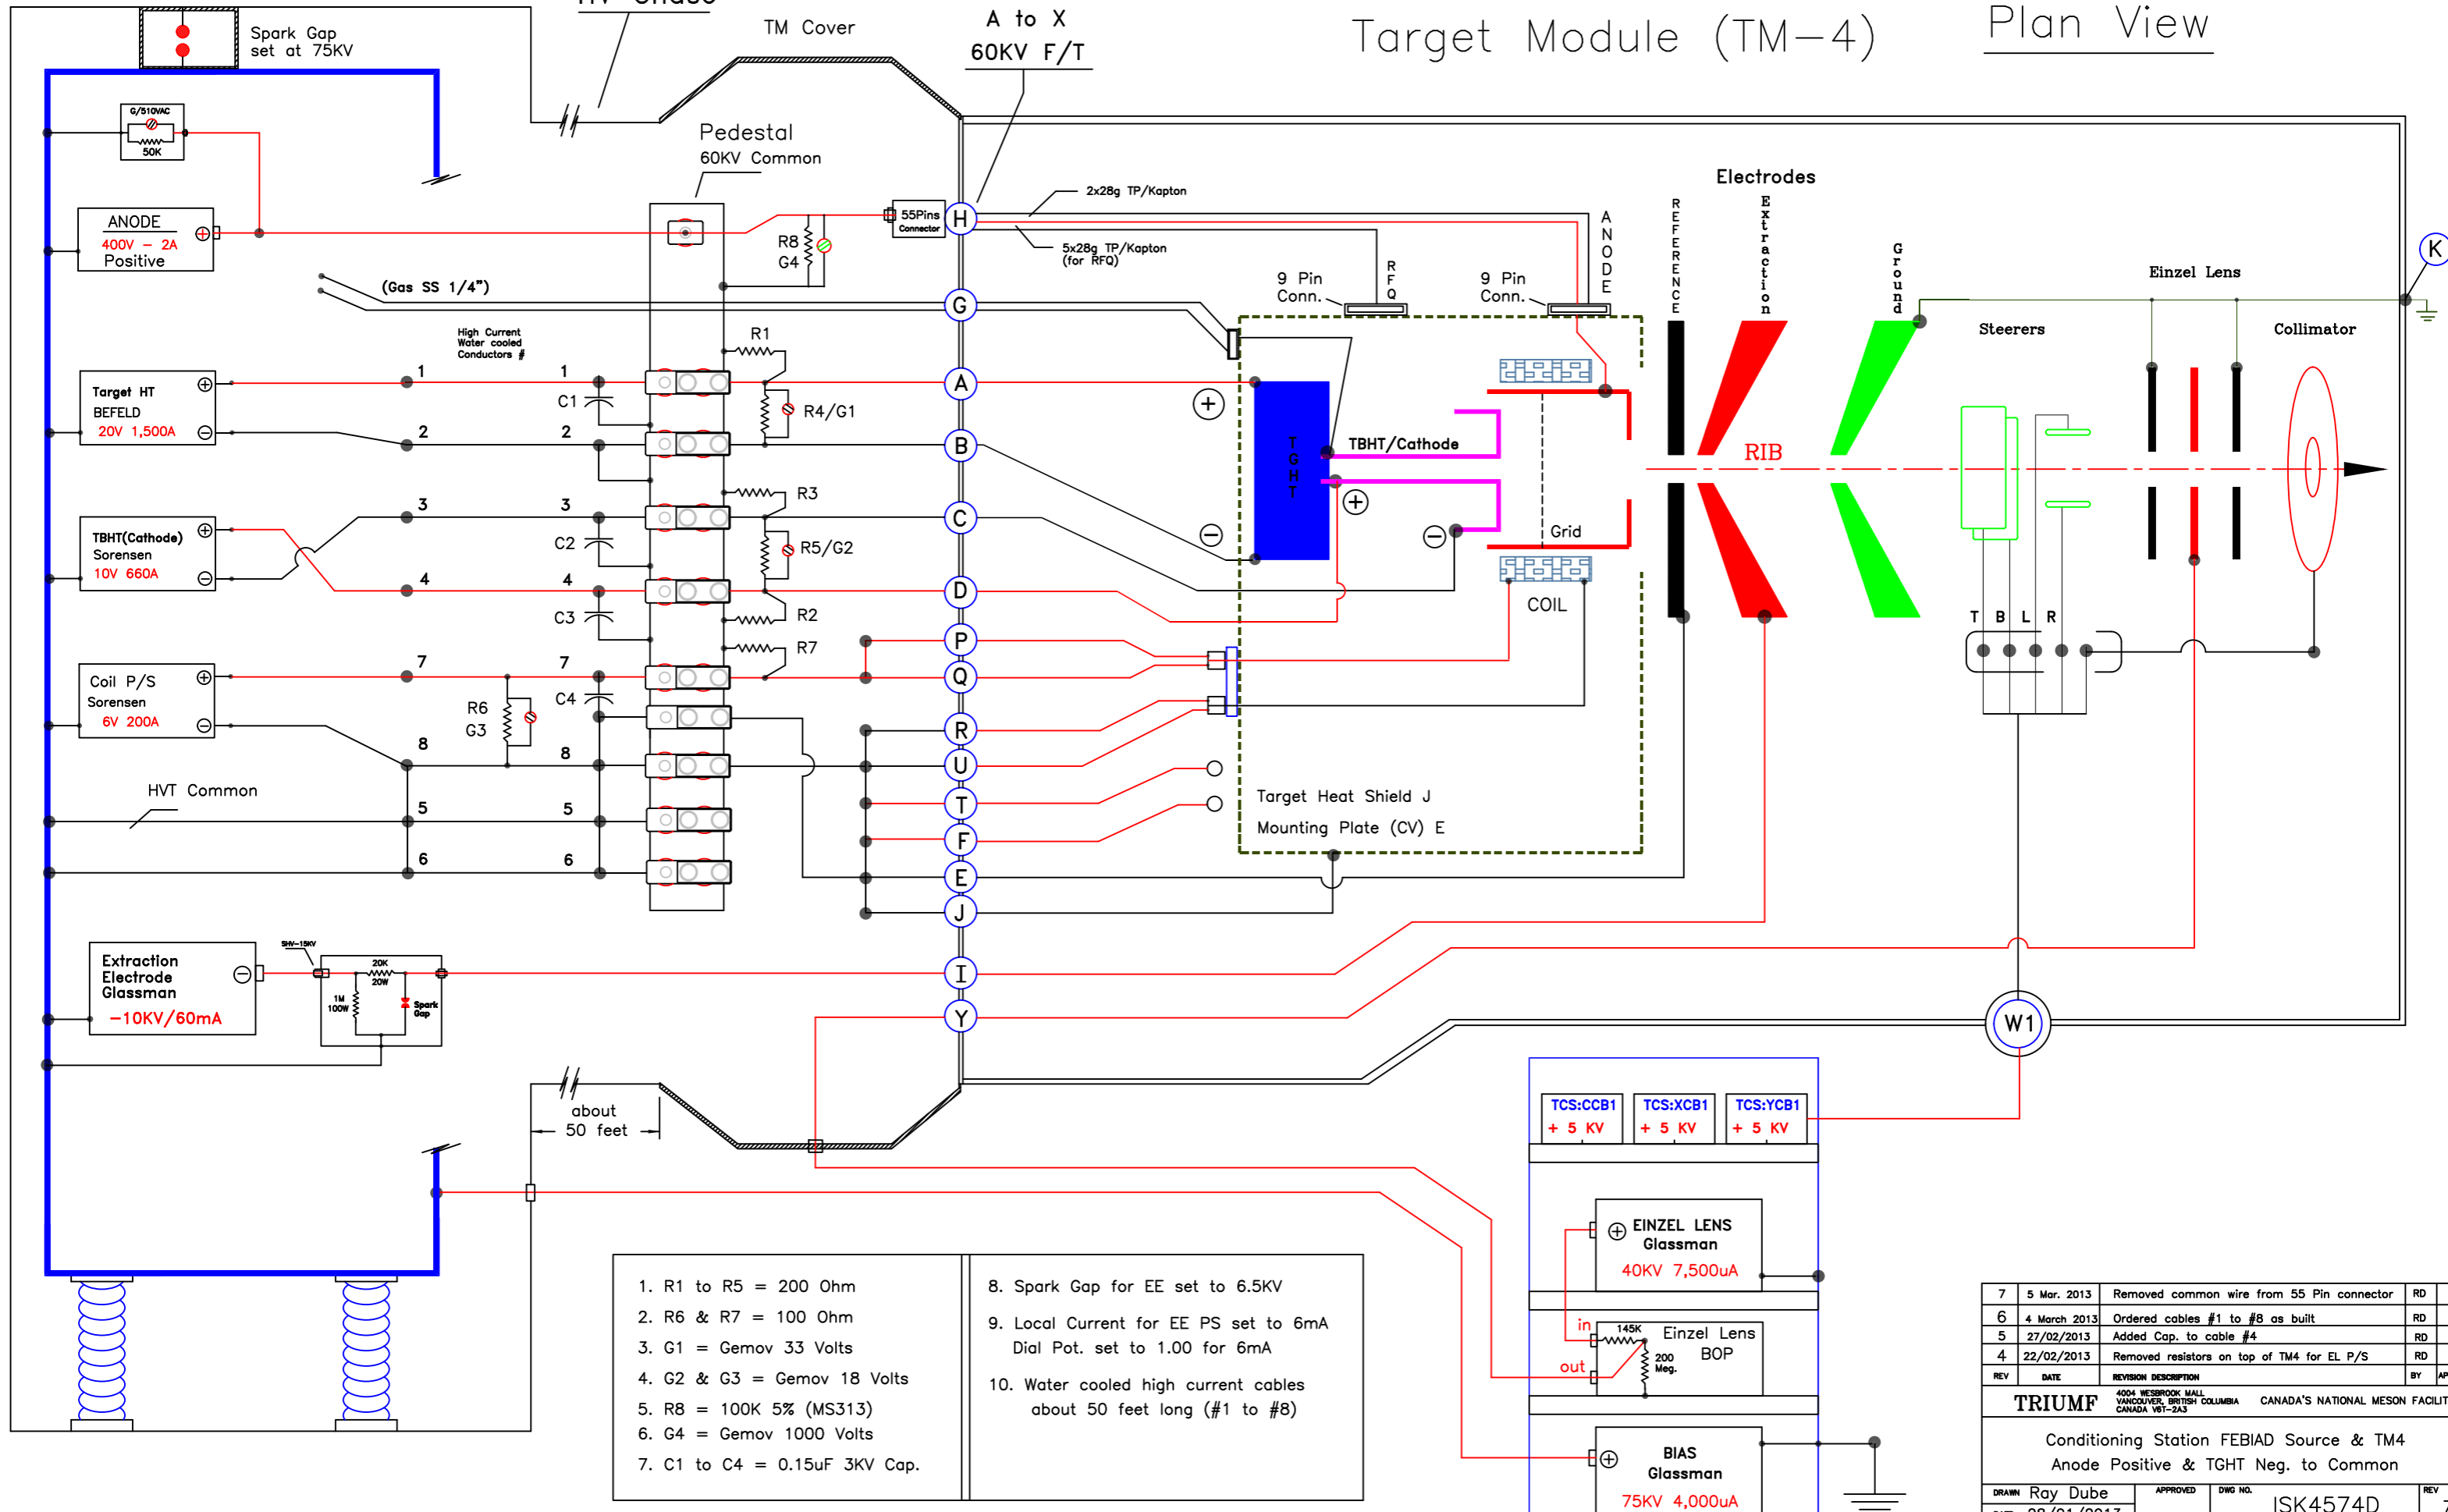 TM Cover
A to X
60KV F/T
Target Module (TM-4)
Plan View
Spark Gap
set at 75KV
G/510VAC
50K
Pedestal
60KV Common
ANODE
400V - 2A
Positive
R8
G4
55Pins
Connector
H
2x28g TP/Kapton
5x28g TP/Kapton
(for RFQ)
9 Pin
Conn.
RFQ
9 Pin
Conn.
ANODE
REFERENCE
Electrodes
Extraction
Ground
Einzel Lens
K
Steerers
Collimator
(Gas SS 1/4")
G
High Current
Water cooled
Conductors #
R1
Target HT
BEFELD
20V 1,500A
1
1
C1
A
R4/G1
2
2
B
TGHT
TBHT/Cathode
RIB
R3
TBHT(Cathode)
Sorensen
10V 660A
3
3
C2
C
R5/G2
Grid
4
4
C3
D
R2
COIL
R7
P
T B L R
Coil P/S
Sorensen
6V 200A
7
7
C4
Q
R6
G3
R
8
8
U
HVT Common
5
5
T
Target Heat Shield J
Mounting Plate (CV) E
F
6
6
E
J
Extraction
Electrode
Glassman
-10KV/60mA
SHV-15KV
20K
20W
1M
100W
Spark
Gap
I
Y
W1
about
50 feet
TCS:CCB1
+ 5 KV
TCS:XCB1
+ 5 KV
TCS:YCB1
+ 5 KV
EINZEL LENS
Glassman
40KV 7,500uA
in
145K
Einzel Lens
BOP
out
200
Meg.
BIAS
Glassman
75KV 4,000uA
1. R1 to R5 = 200 Ohm
2. R6 & R7 = 100 Ohm
3. G1 = Gemov 33 Volts
4. G2 & G3 = Gemov 18 Volts
5. R8 = 100K 5% (MS313)
6. G4 = Gemov 1000 Volts
7. C1 to C4 = 0.15uF 3KV Cap.
8. Spark Gap for EE set to 6.5KV
9. Local Current for EE PS set to 6mA
Dial Pot. set to 1.00 for 6mA
10. Water cooled high current cables
about 50 feet long (#1 to #8)
7 5 Mar. 2013 Removed common wire from 55 Pin connector RD
6 4 March 2013 Ordered cables #1 to #8 as built RD
5 27/02/2013 Added Cap. to cable #4 RD
4 22/02/2013 Removed resistors on top of TM4 for EL P/S RD
REV DATE REVISION DESCRIPTION BY
TRIUMF
4004 WESBROOK MALL
VANCOUVER, BRITISH COLUMBIA
CANADA V6T-2A3
CANADA'S NATIONAL MESON
Conditioning Station FEBIAD Source & TM4
Anode Positive & TGHT Neg. to Common
DRAWN Ray Dube APPROVED DWG NO. ISK4574D REV